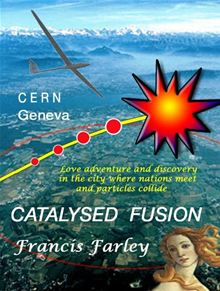 CERN
Geneva
Love adventure and discovery
in the city where nations meet
and particles collide
CATALYSED FUSION
Francis Farley